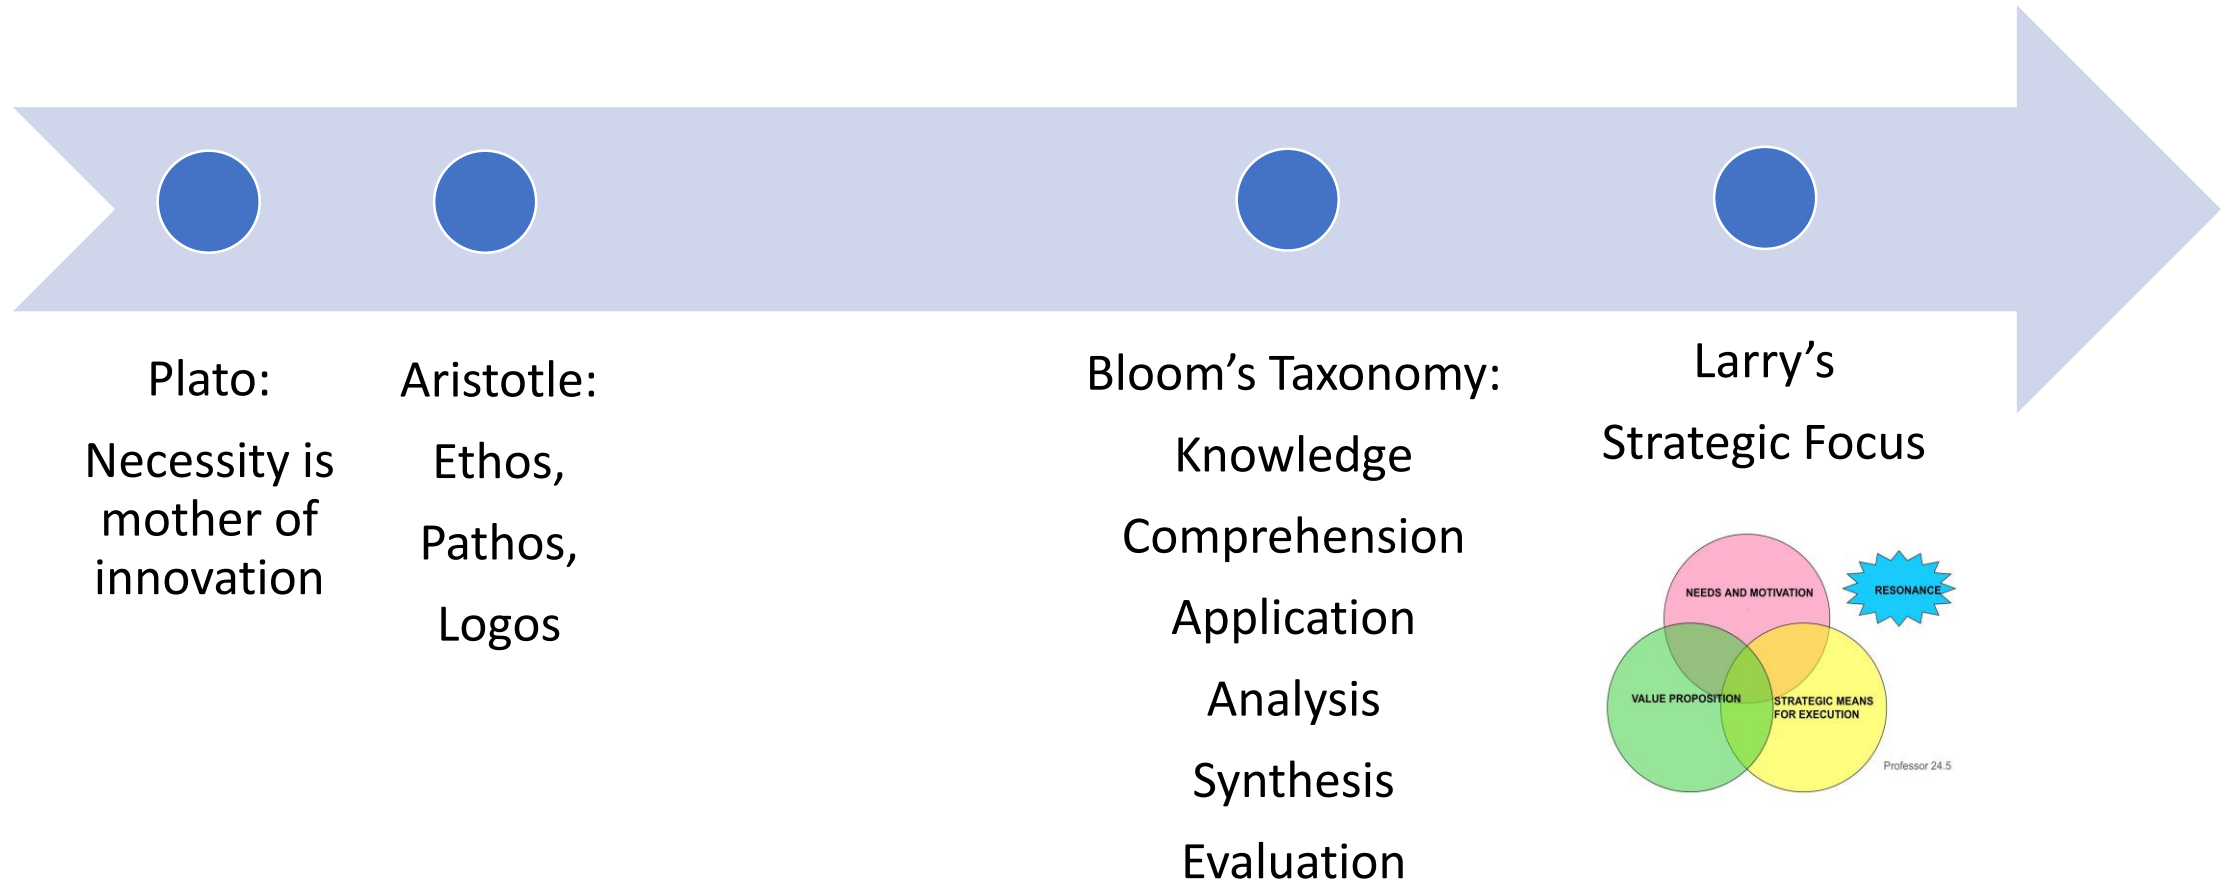 Plato:
Necessity is
mother of
innovation
Aristotle:
Ethos,
Pathos,
Logos
Bloom’s Taxonomy:
Knowledge
Comprehension
Application
Analysis
Synthesis
Evaluation
Larry’s
Strategic Focus
NEEDS AND MOTIVATION
RESONANCE
VALUE PROPOSITION
STRATEGIC MEANS
FOR EXECUTION
Professor 24.5